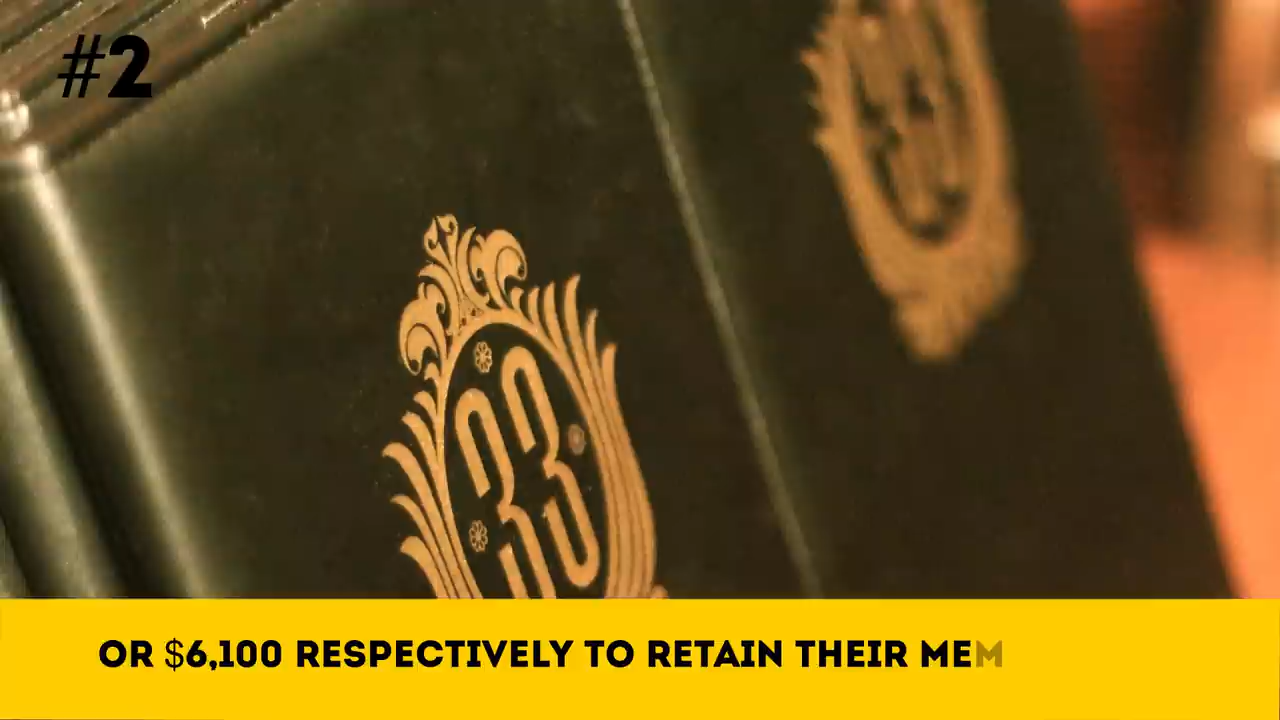 #2
33
OR $6,100 RESPECTIVELY TO RETAIN THEIR MEM